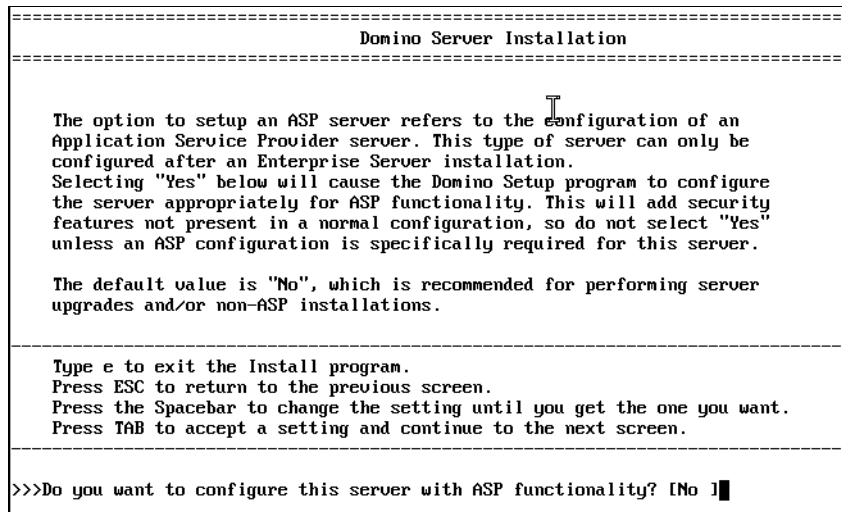 Domino Server Installation
The option to setup an ASP server refers to the configuration of an
Application Service Provider server. This type of server can only be
configured after an Enterprise Server installation.
Selecting "Yes" below will cause the Domino Setup program to configure
the server appropriately for ASP functionality. This will add security
features not present in a normal configuration, so do not select "Yes"
unless an ASP configuration is specifically required for this server.
The default value is "No", which is recommended for performing server
upgrades and/or non-ASP installations.
Type e to exit the Install program.
Press ESC to return to the previous screen.
Press the Spacebar to change the setting until you get the one you want.
Press TAB to accept a setting and continue to the next screen.
>>>Do you want to configure this server with ASP functionality? [No ]